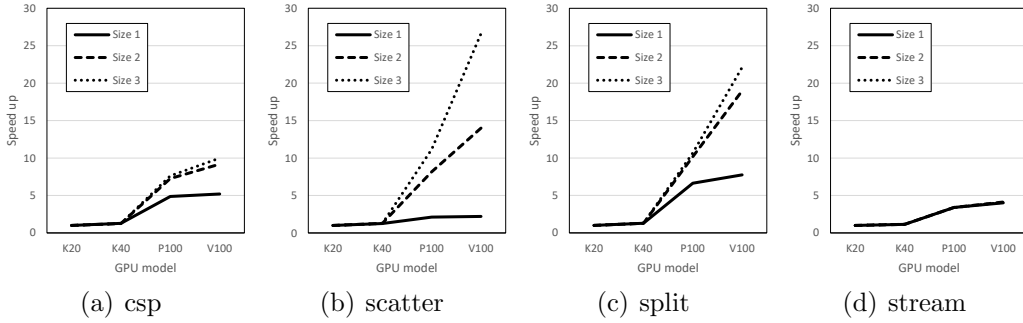 30
25
20
15
10
5
0
Speed up
Size 1
Size 2
Size 3
K20 K40 P100 V100
GPU model
(a) csp
30
25
20
15
10
5
0
Speed up
Size 1
Size 2
Size 3
K20 K40 P100 V100
GPU model
(b) scatter
30
25
20
15
10
5
0
Speed up
Size 1
Size 2
Size 3
K20 K40 P100 V100
GPU model
(c) split
30
25
20
15
10
5
0
Speed up
Size 1
Size 2
Size 3
K20 K40 P100 V100
GPU model
(d) stream